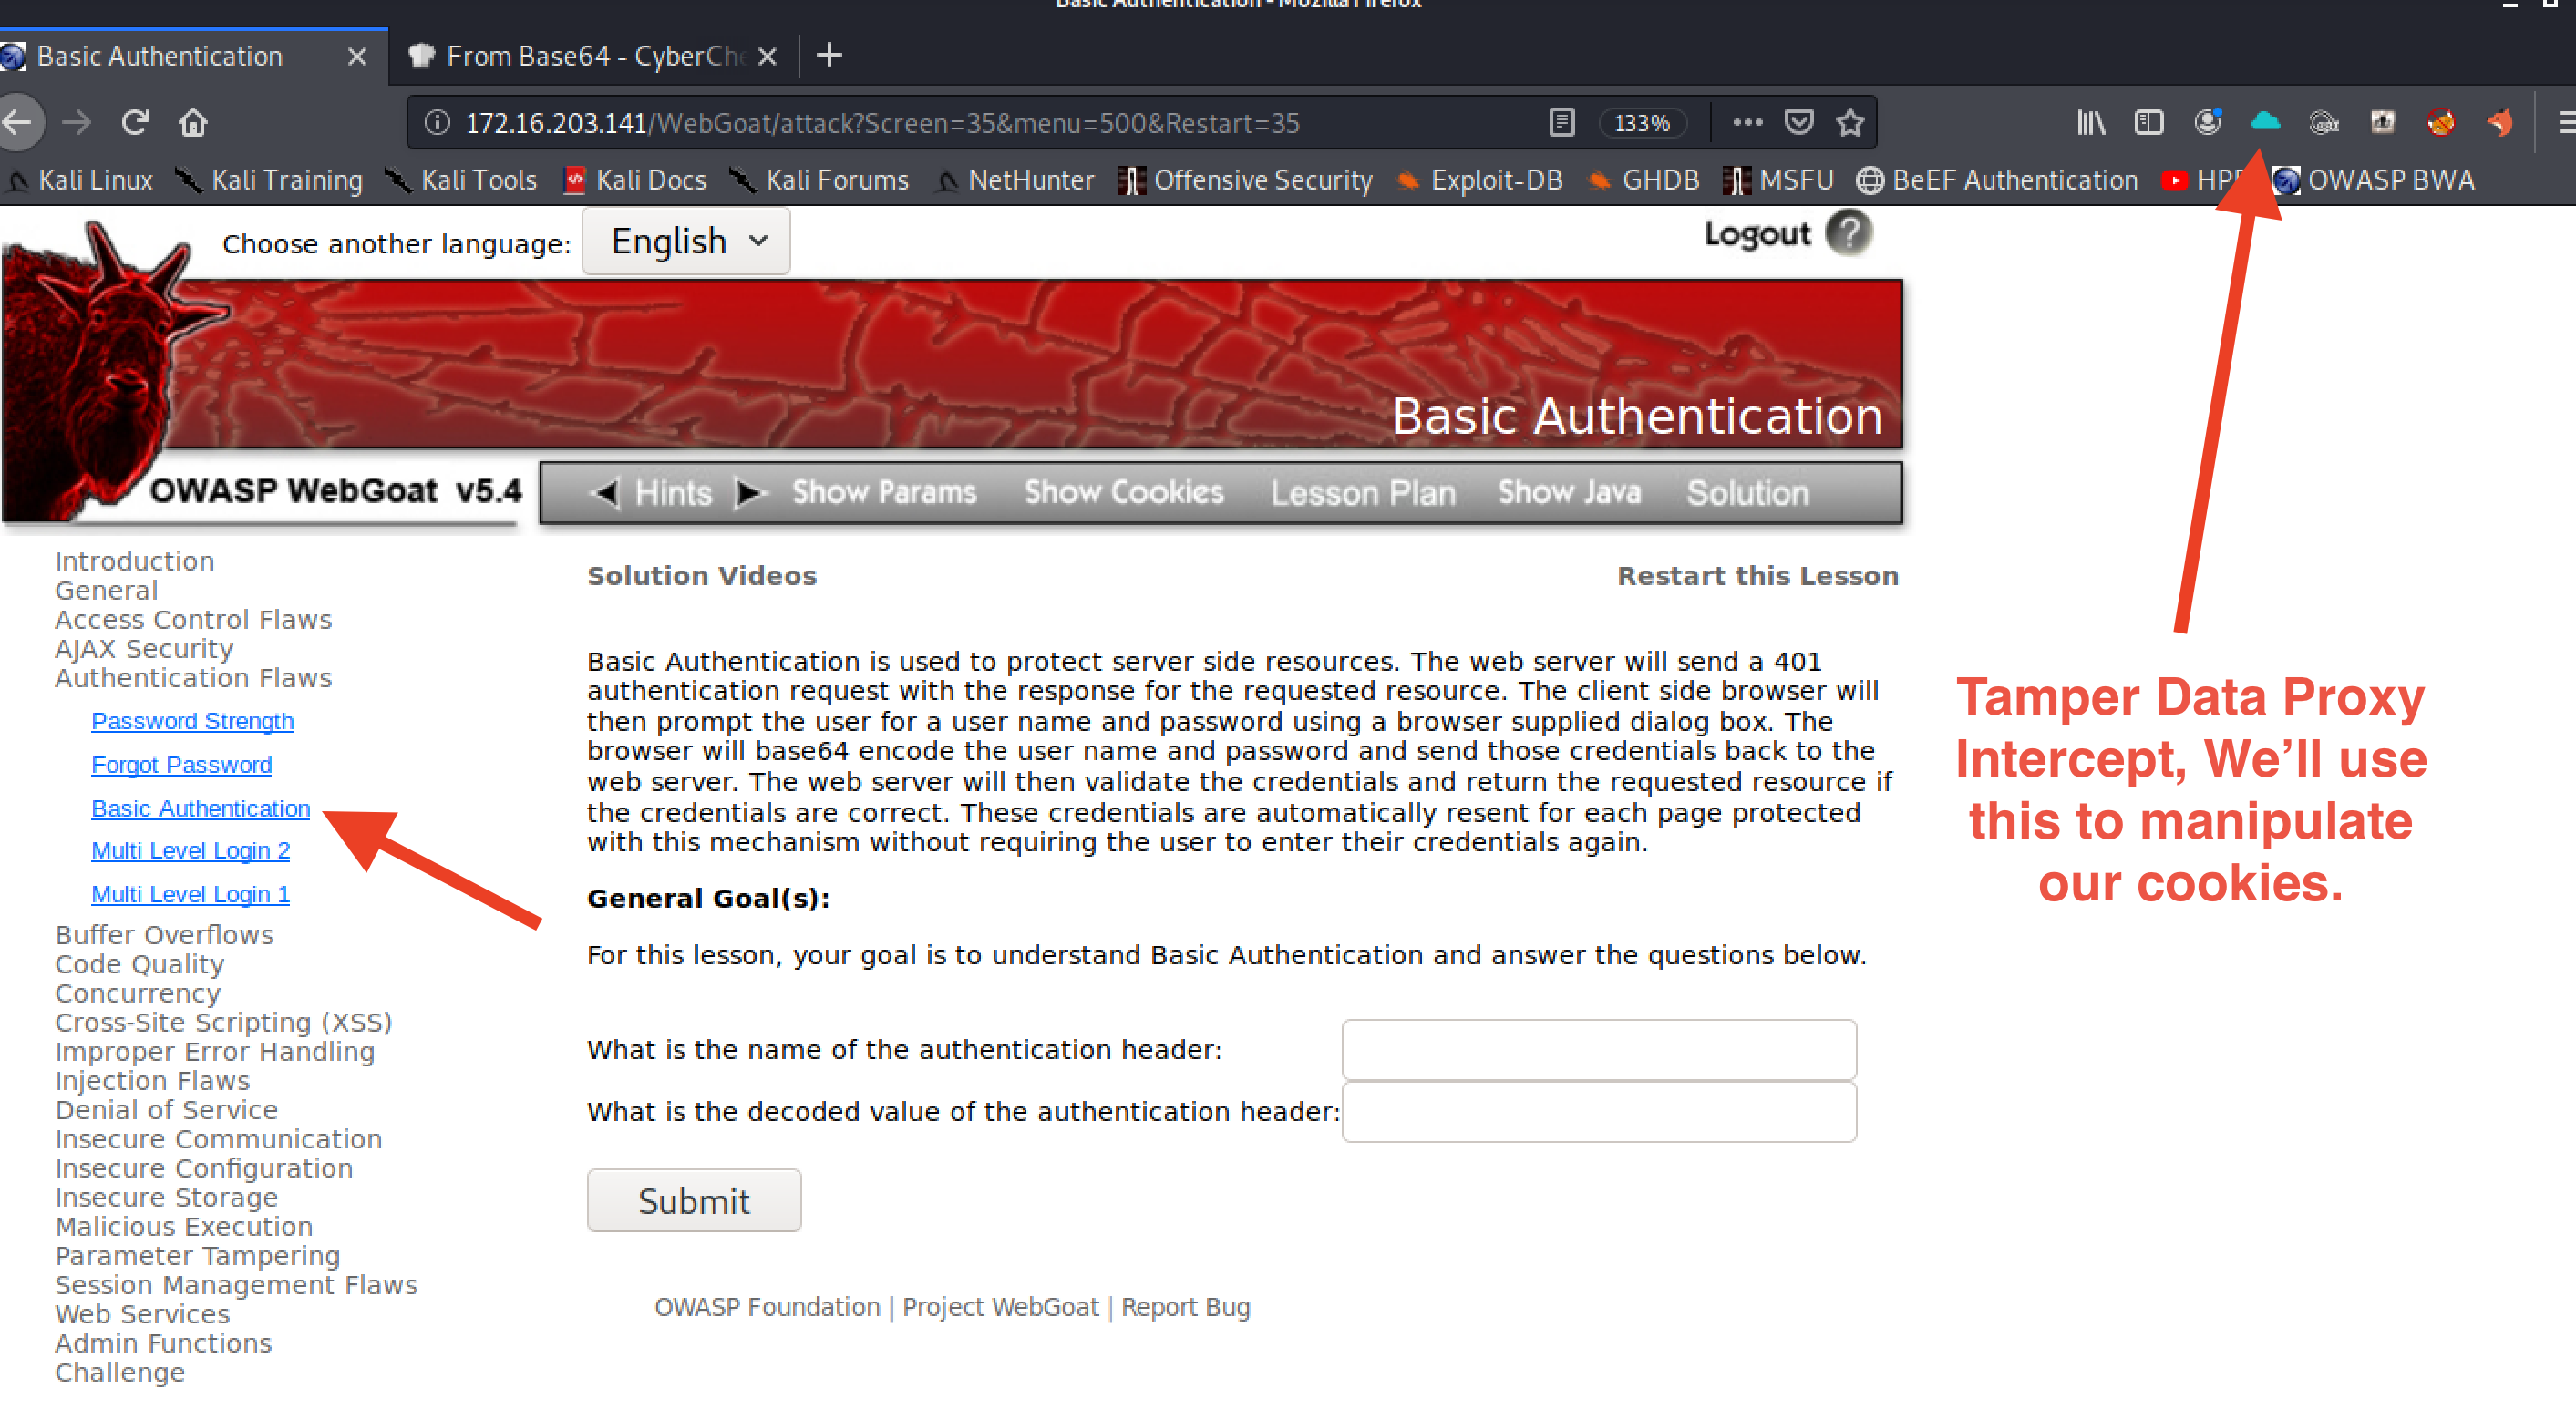 Basic Authentication - Mozilla Firefox
Basic Authentication
From Base64 - CyberChe
172.16.203.141/WebGoat/attack?Screen=35&menu=500&Restart=35
133%
Kali Linux Kali Training Kali Tools Kali Docs Kali Forums NetHunter Offensive Security Exploit-DB GHDB MSFU BeEF Authentication OWASP BWA
Choose another language: English
Logout ?
Basic Authentication
OWASP WebGoat v5.4
Hints Show Params Show Cookies Lesson Plan Show Java Solution
Introduction
General
Access Control Flaws
AJAX Security
Authentication Flaws
Password Strength
Forgot Password
Basic Authentication
Multi Level Login 2
Multi Level Login 1
Buffer Overflows
Code Quality
Concurrency
Cross-Site Scripting (XSS)
Improper Error Handling
Injection Flaws
Denial of Service
Insecure Communication
Insecure Configuration
Insecure Storage
Malicious Execution
Parameter Tampering
Session Management Flaws
Web Services
Admin Functions
Challenge
Solution Videos
Restart this Lesson
Basic Authentication is used to protect server side resources. The web server will send a 401
authentication request with the response for the requested resource. The client side browser will
then prompt the user for a user name and password using a browser supplied dialog box. The
browser will base64 encode the user name and password and send those credentials back to the
web server. The web server will then validate the credentials and return the requested resource if
the credentials are correct. These credentials are automatically resent for each page protected
with this mechanism without requiring the user to enter their credentials again.
General Goal(s):
For this lesson, your goal is to understand Basic Authentication and answer the questions below.
What is the name of the authentication header:
What is the decoded value of the authentication header:
Submit
OWASP Foundation | Project WebGoat | Report Bug
Tamper Data Proxy
Intercept, We’ll use
this to manipulate
our cookies.